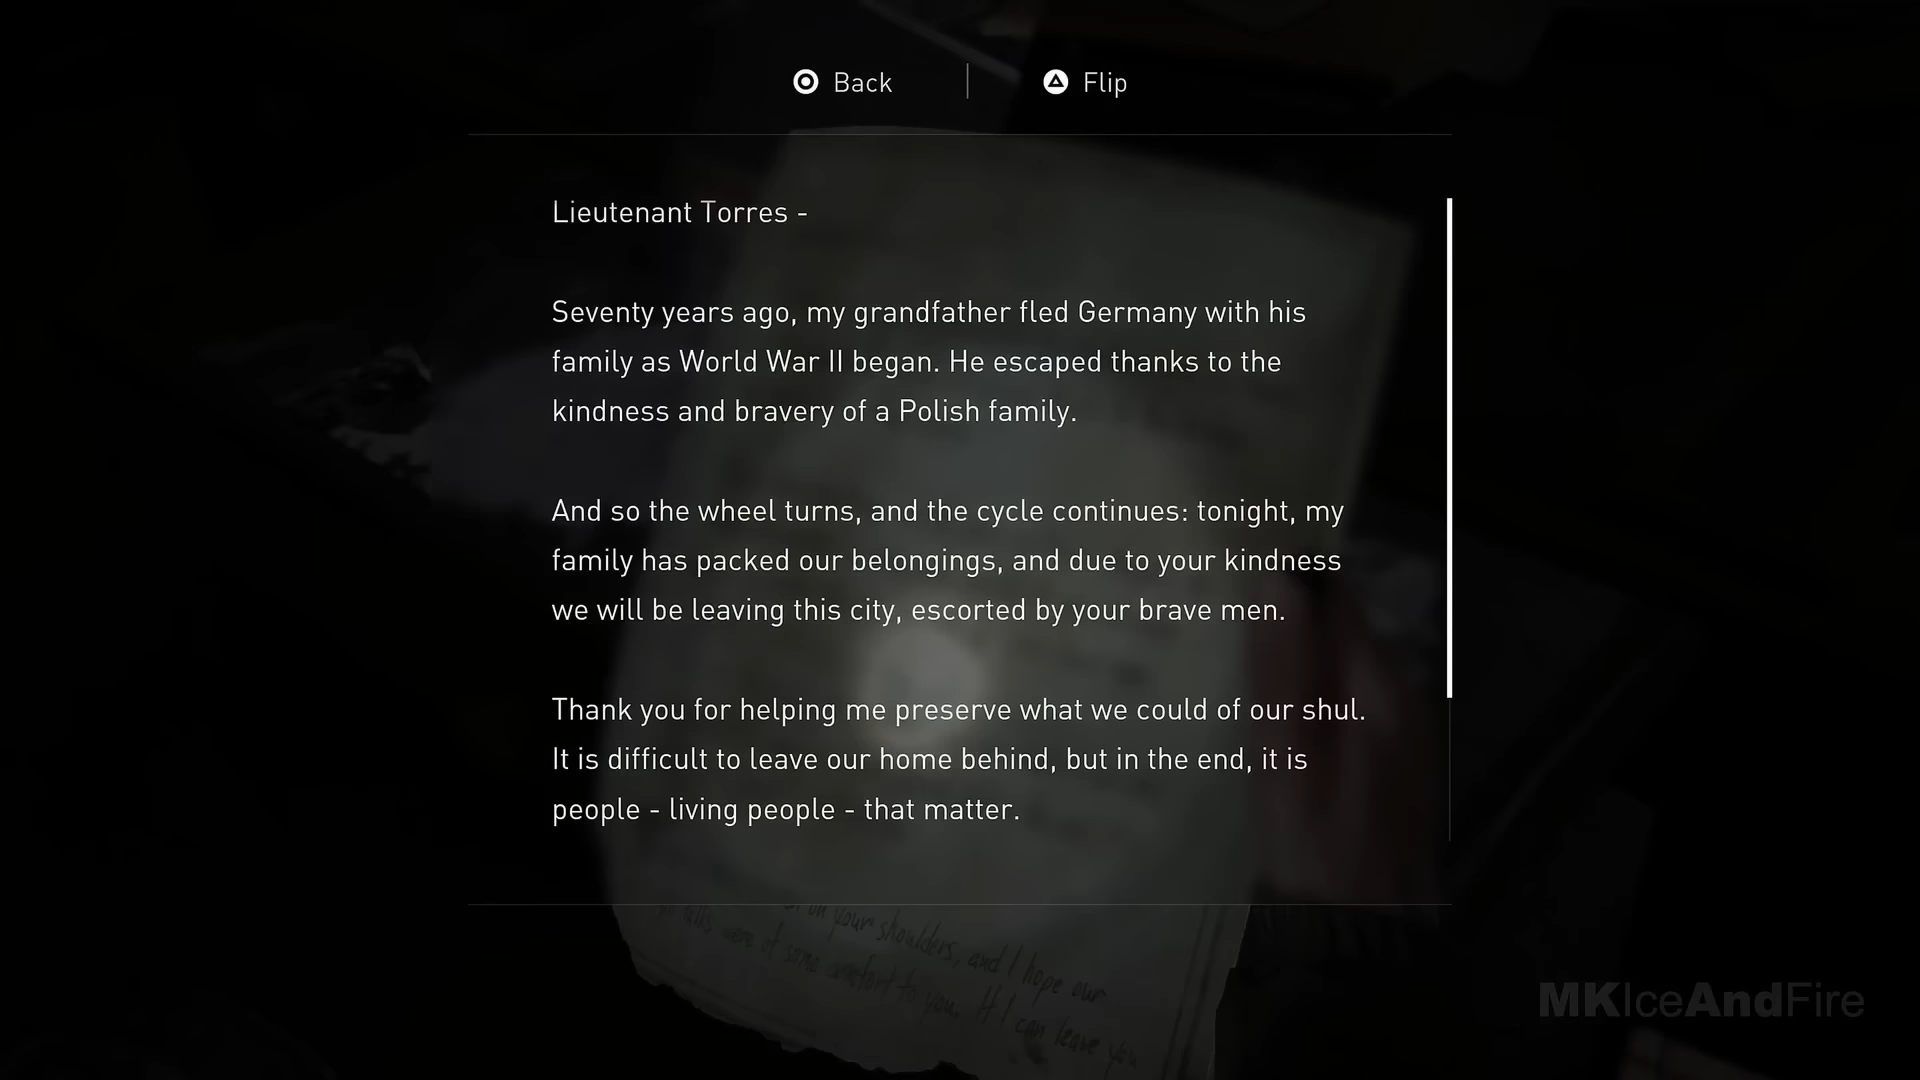 Back
Flip
Lieutenant Torres -
Seventy years ago, my grandfather fled Germany with his
family as World War II began. He escaped thanks to the
kindness and bravery of a Polish family.
And so the wheel turns, and the cycle continues: tonight, my
family has packed our belongings, and due to your kindness
we will be leaving this city, escorted by your brave men.
Thank you for helping me preserve what we could of our shul.
It is difficult to leave our home behind, but in the end, it is
people - living people - that matter.
on your shoulders, and I hope our
talks were of some comfort to you. If I can leave you
MKIceAndFire